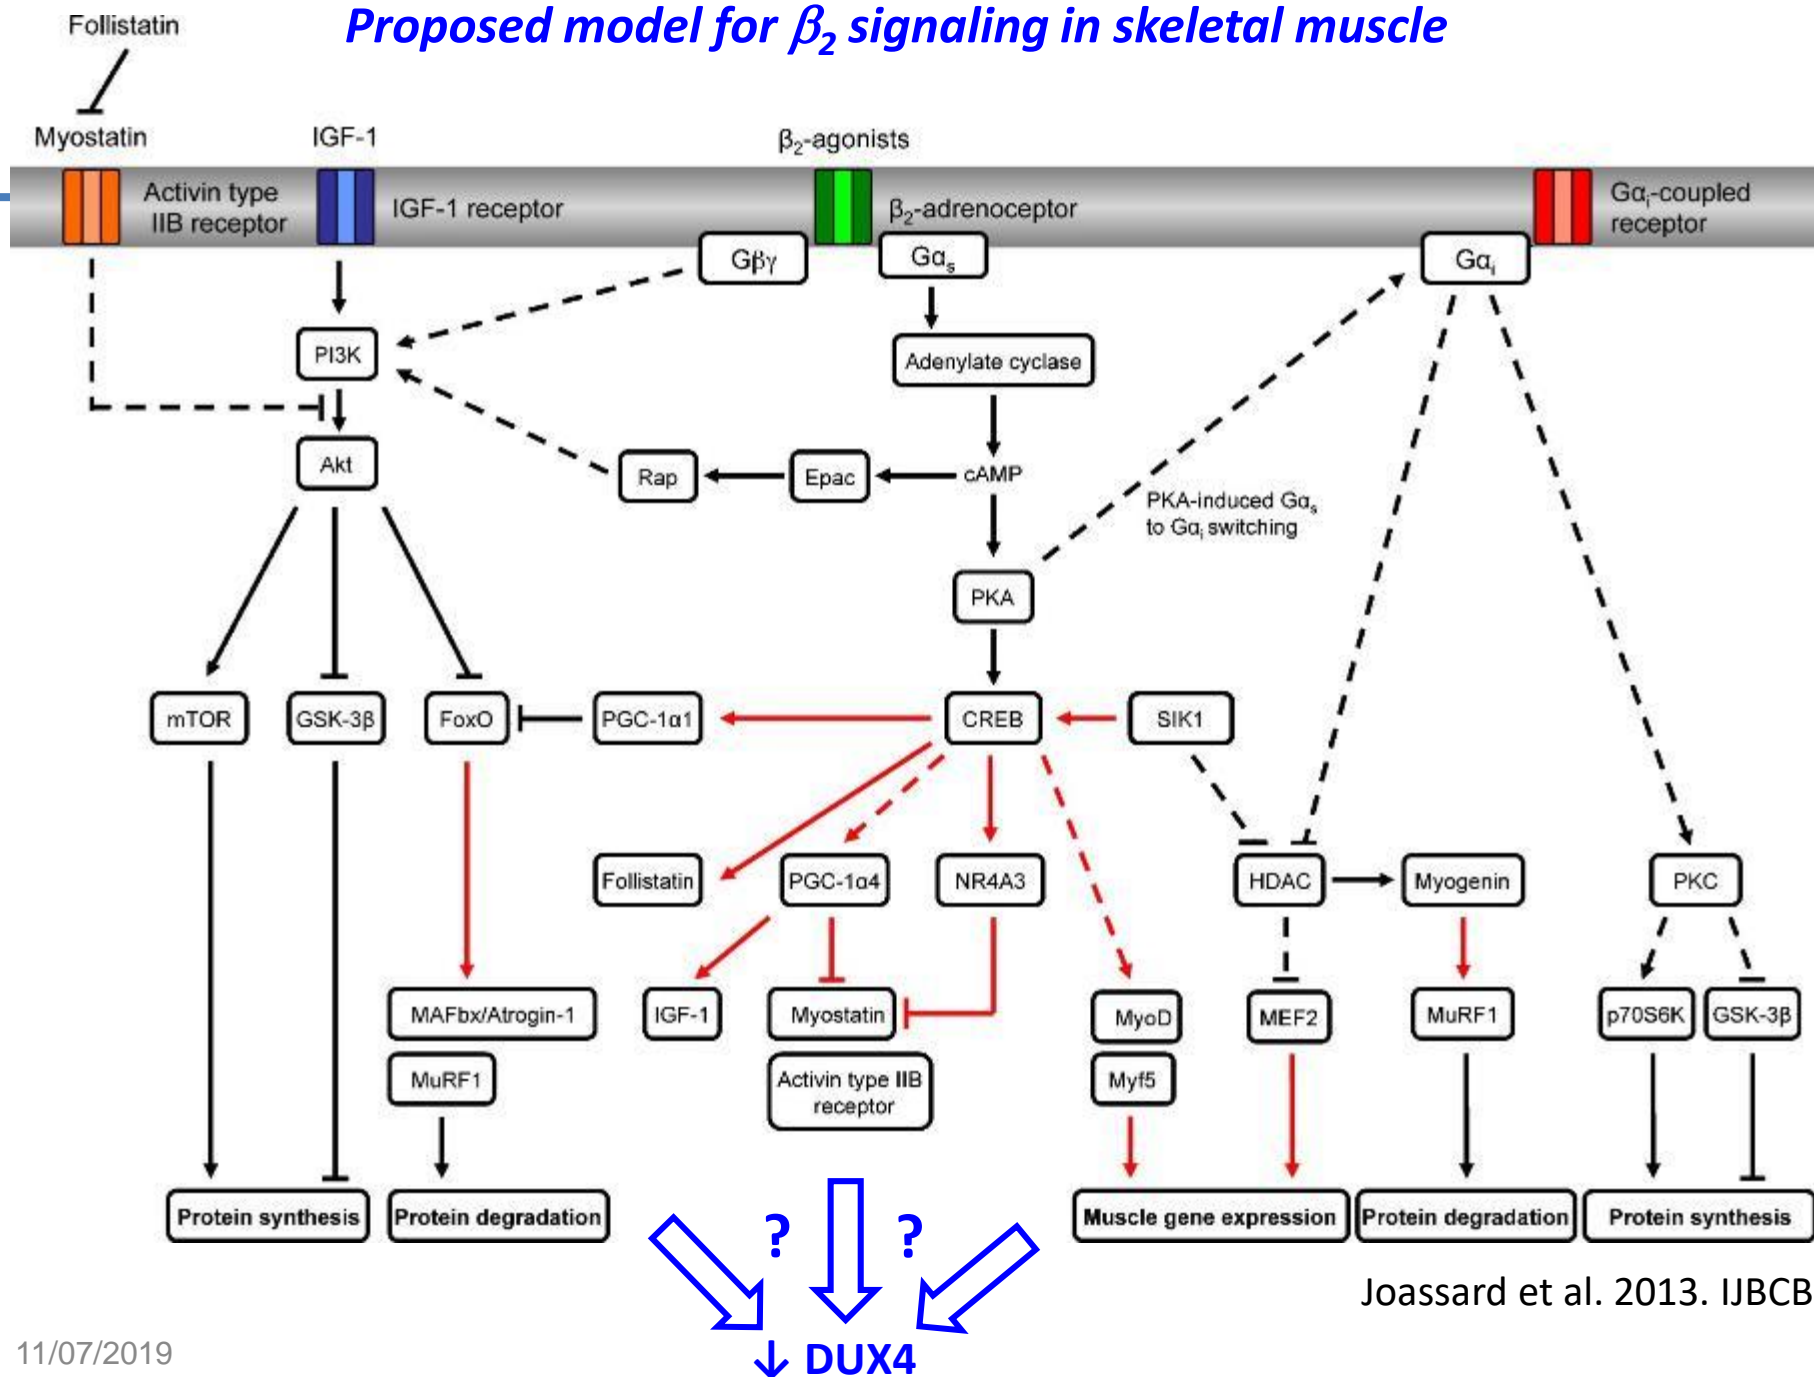 Proposed model for β₂ signaling in skeletal muscle
Follistatin
Myostatin
IGF-1
β₂-agonists
Activin type
IIB receptor
IGF-1 receptor
β₂-adrenoceptor
Gαᵢ-coupled
receptor
Gβγ
Gαₛ
Gαᵢ
PI3K
Adenylate cyclase
Akt
Rap
Epac
cAMP
PKA-induced Gαₛ
to Gαᵢ switching
PKA
mTOR
GSK-3β
FoxO
PGC-1α1
CREB
SIK1
Follistatin
PGC-1α4
NR4A3
HDAC
Myogenin
PKC
MAFbx/Atrogin-1
IGF-1
Myostatin
MyoD
MEF2
MuRF1
p70S6K
GSK-3β
MuRF1
Activin type IIB
receptor
Myf5
Protein synthesis
Protein degradation
? ?
Muscle gene expression
Protein degradation
Protein synthesis
Joassard et al. 2013. IJBCB
11/07/2019
↓ DUX4